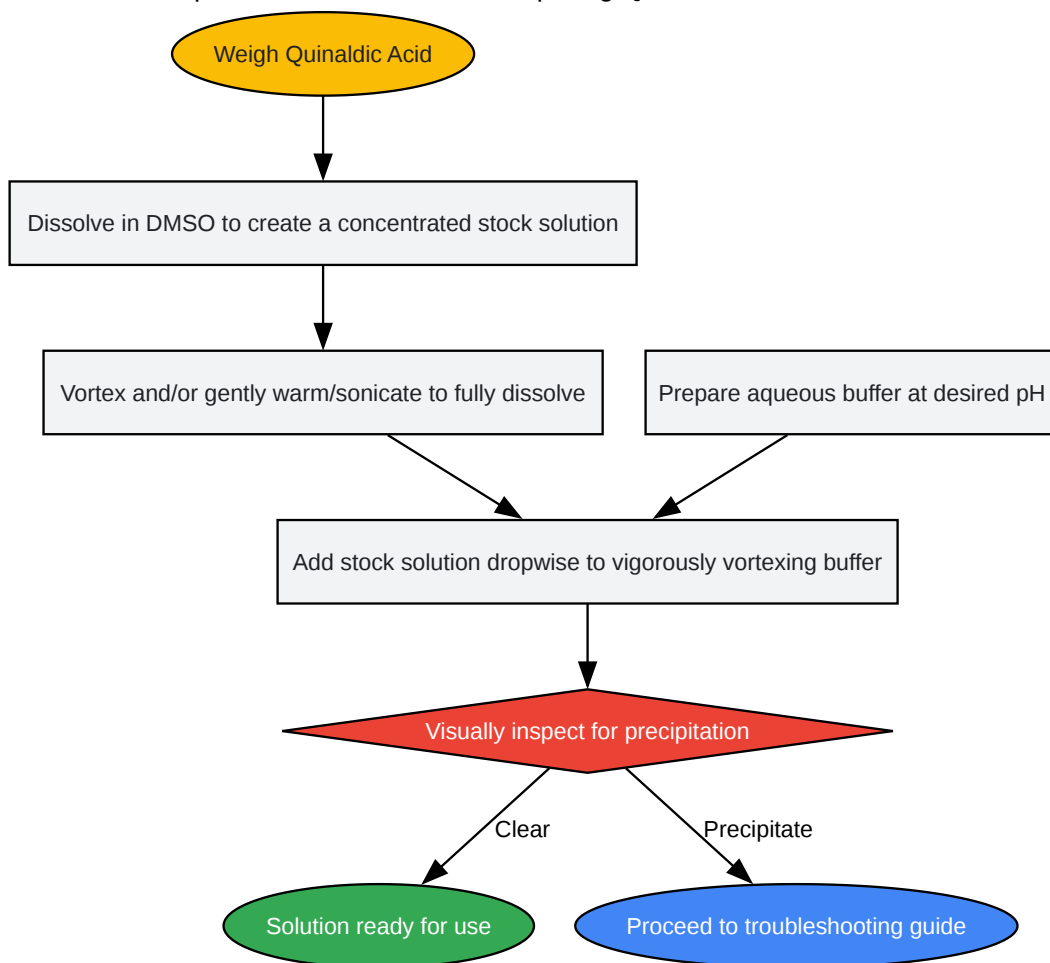 Weigh Quinaldic Acid
Dissolve in DMSO to create a concentrated stock solution
Vortex and/or gently warm/sonicate to fully dissolve
Prepare aqueous buffer at desired pH
Add stock solution dropwise to vigorously vortexing buffer
Visually inspect for precipitation
Clear
Precipitate
Solution ready for use
Proceed to troubleshooting guide